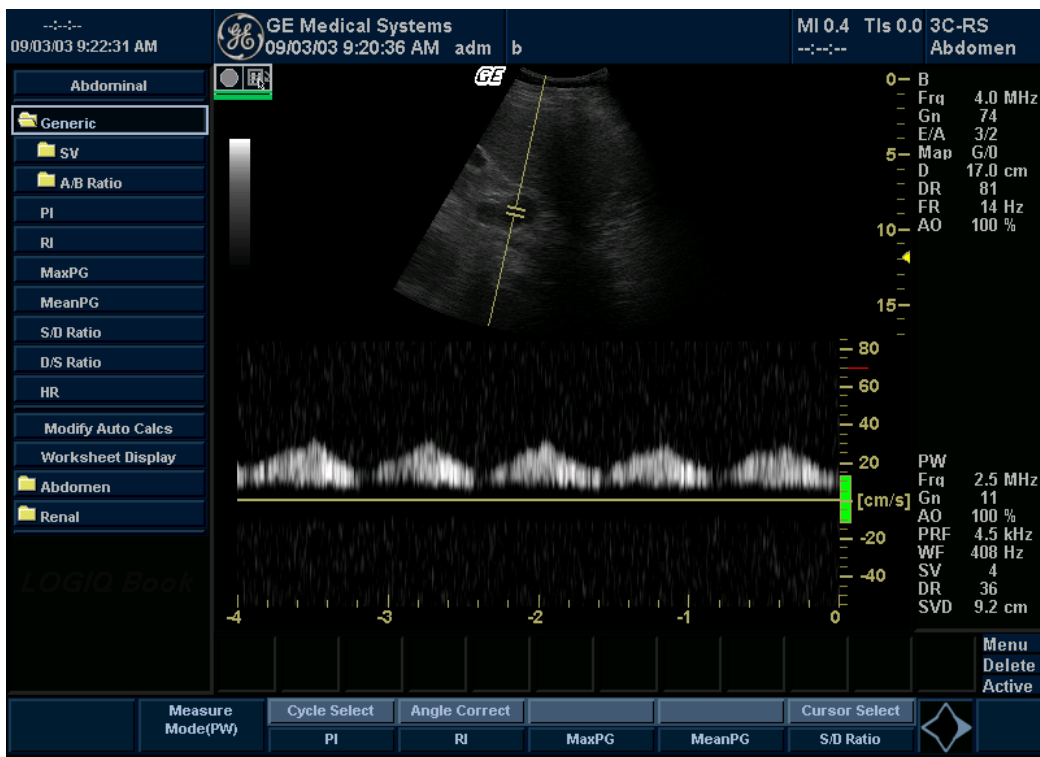 --:--:--
09/03/03 9:22:31 AM
GE Medical Systems
09/03/03 9:20:36 AM adm b
MI 0.4 TIs 0.0 3C-RS
--:--:-- Abdomen
Abdominal
Generic
SV
A/B Ratio
PI
RI
MaxPG
MeanPG
S/D Ratio
D/S Ratio
HR
Modify Auto Calcs
Worksheet Display
Abdomen
Renal
LOGIQ Book
GE
0
5
10
15
B
Frq 4.0 MHz
Gn 74
E/A 3/2
Map G/0
D 17.0 cm
DR 81
FR 14 Hz
AO 100 %
80
60
40
20
[cm/s]
-20
-40
-4 -3 -2 -1 0
PW
Frq 2.5 MHz
Gn 11
AO 100 %
PRF 4.5 kHz
WF 408 Hz
SV 4
DR 36
SVD 9.2 cm
Menu
Delete
Active
Measure
Mode(PW)
Cycle Select Angle Correct Cursor Select
PI RI MaxPG MeanPG S/D Ratio